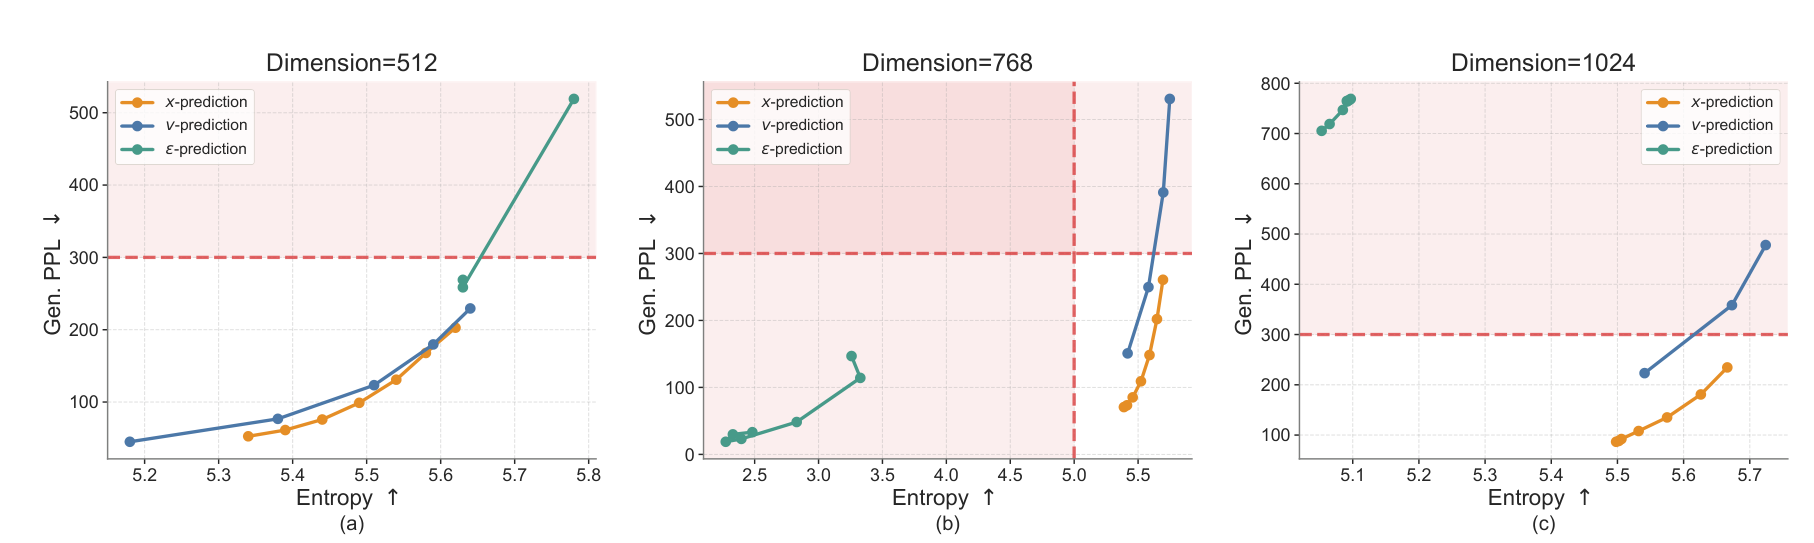 Dimension=512
x-prediction
v-prediction
ε-prediction
500
400
300
200
100
Gen. PPL ↓
5.2 5.3 5.4 5.5 5.6 5.7 5.8
Entropy ↑
(a)
Dimension=768
x-prediction
v-prediction
ε-prediction
500
400
300
200
100
0
Gen. PPL ↓
2.5 3.0 3.5 4.0 4.5 5.0 5.5
Entropy ↑
(b)
Dimension=1024
x-prediction
v-prediction
ε-prediction
800
700
600
500
400
300
200
100
Gen. PPL ↓
5.1 5.2 5.3 5.4 5.5 5.6 5.7
Entropy ↑
(c)